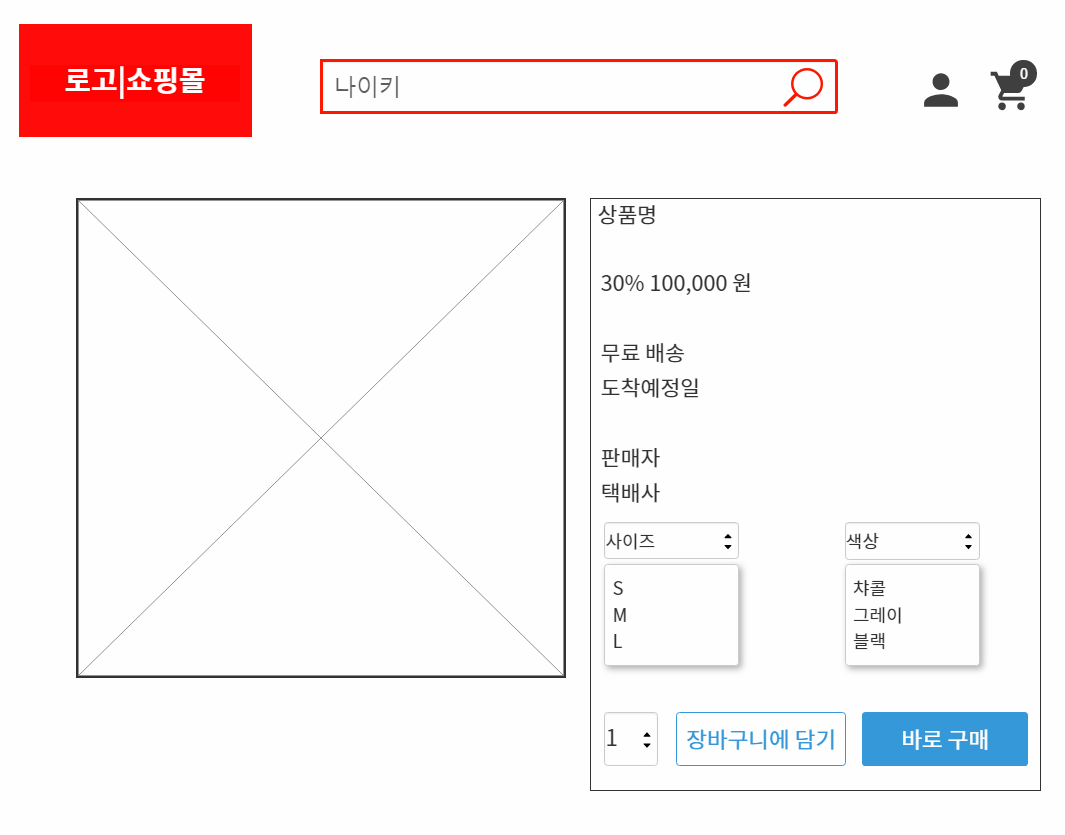 로고|쇼핑몰
나이키
0
상품명
30% 100,000 원
무료 배송
도착예정일
판매자
택배사
사이즈 색상
S
M
L
챠콜
그레이
블랙
1 장바구니에 담기 바로 구매